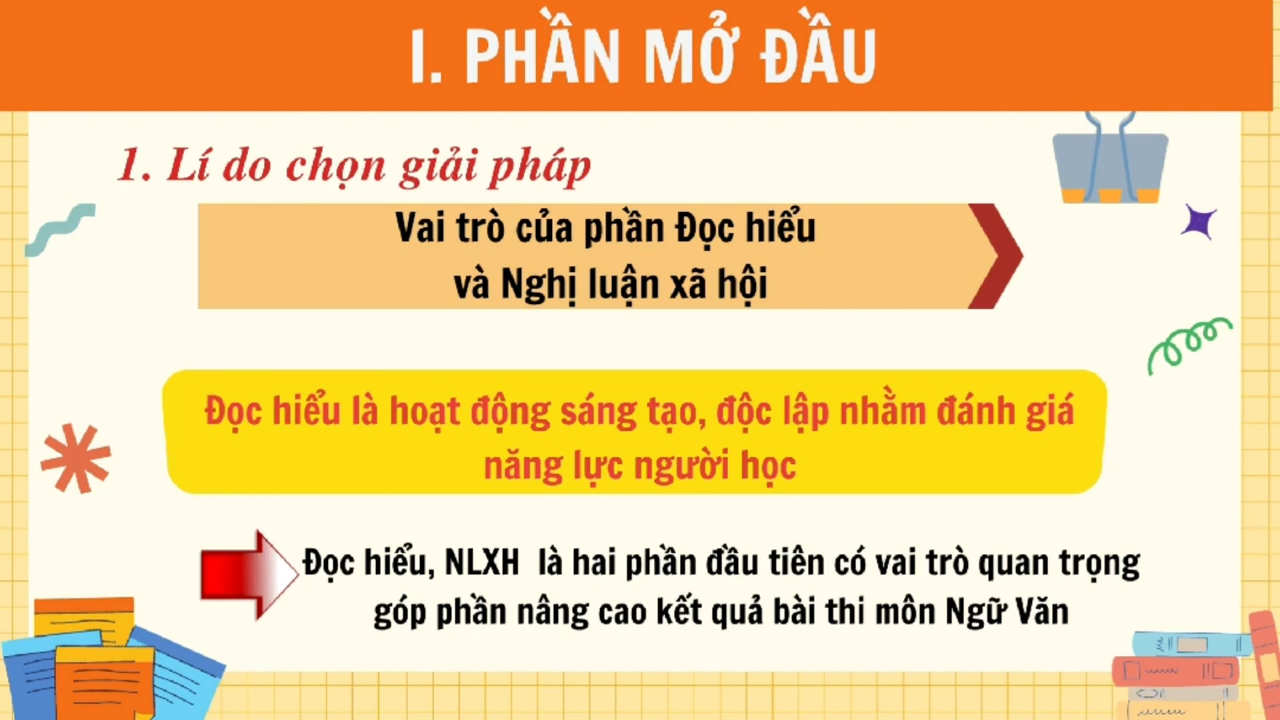 I. PHẦN MỞ ĐẦU
1. Lí do chọn giải pháp
Vai trò của phần Đọc hiểu
và Nghị luận xã hội
Đọc hiểu là hoạt động sáng tạo, độc lập nhằm đánh giá
năng lực người học
Đọc hiểu, NLXH là hai phần đầu tiên có vai trò quan trọng
góp phần nâng cao kết quả bài thi môn Ngữ Văn